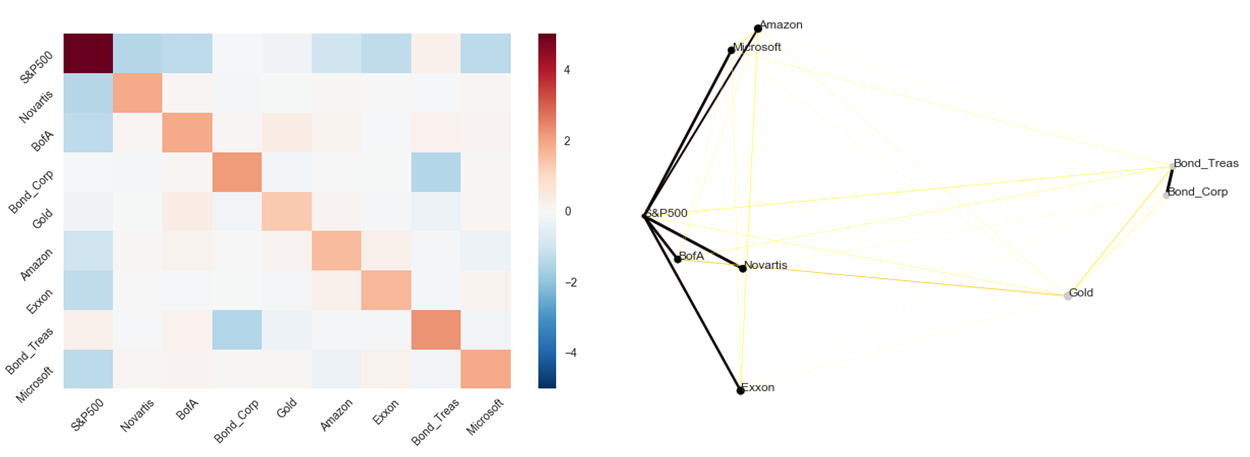 S&P500
Novartis
BofA
Bond_Corp
Gold
Amazon
Exxon
Bond_Treas
Microsoft
S&P500
Novartis
BofA
Bond_Corp
Gold
Amazon
Exxon
Bond_Treas
Microsoft
4
2
0
−2
−4
Amazon
Microsoft
Bond_Treas
Bond_Corp
S&P500
BofA
Novartis
Gold
Exxon